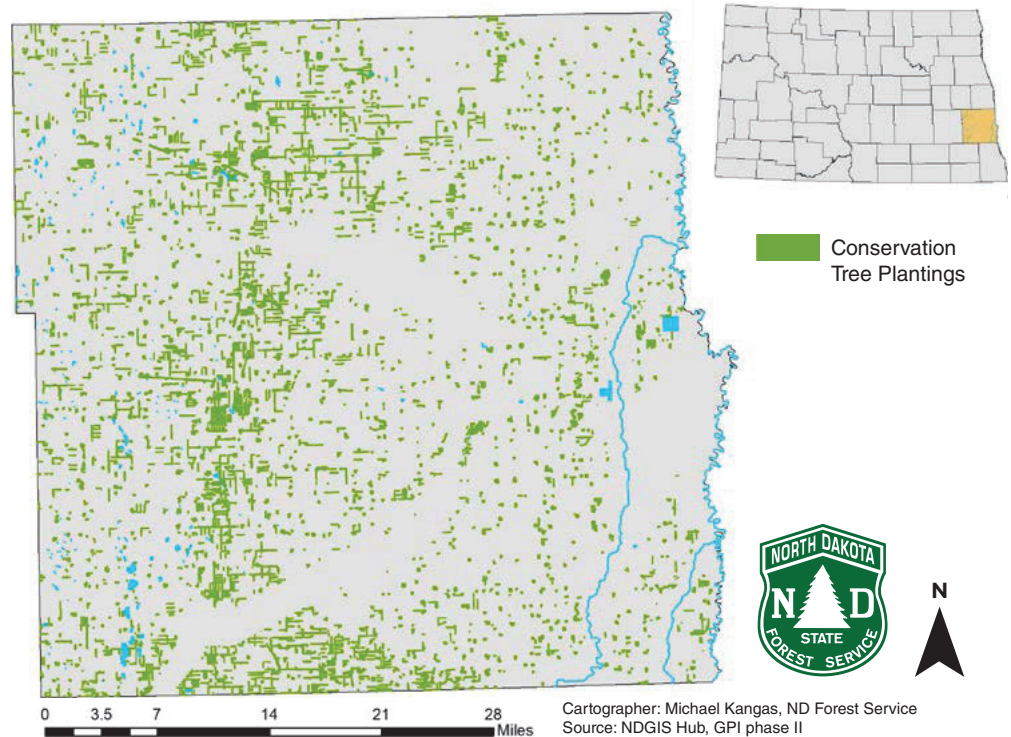 Conservation
Tree Plantings
NORTH DAKOTA
N D
STATE
FOREST SERVICE
N
0 3.5 7 14 21 28
Miles
Cartographer: Michael Kangas, ND Forest Service
Source: NDGIS Hub, GPI phase II